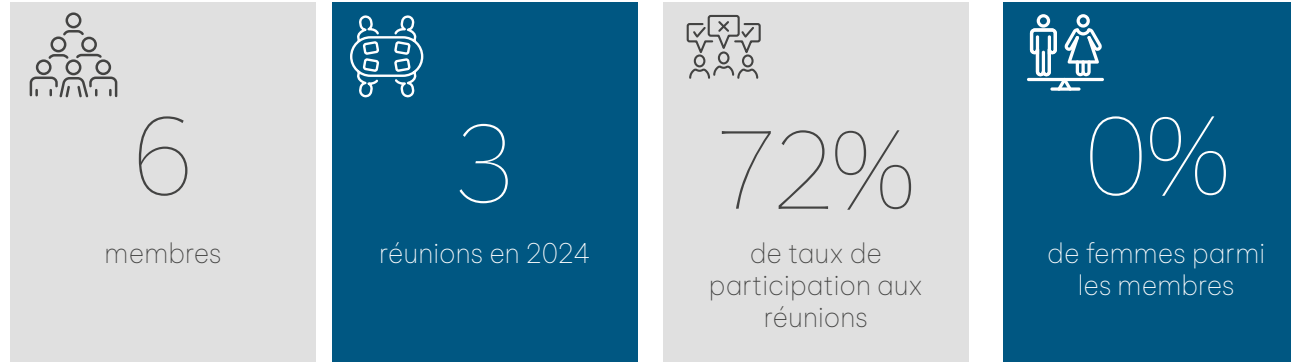 6
membres
3
réunions en 2024
72%
de taux de
participation aux
réunions
0%
de femmes parmi
les membres